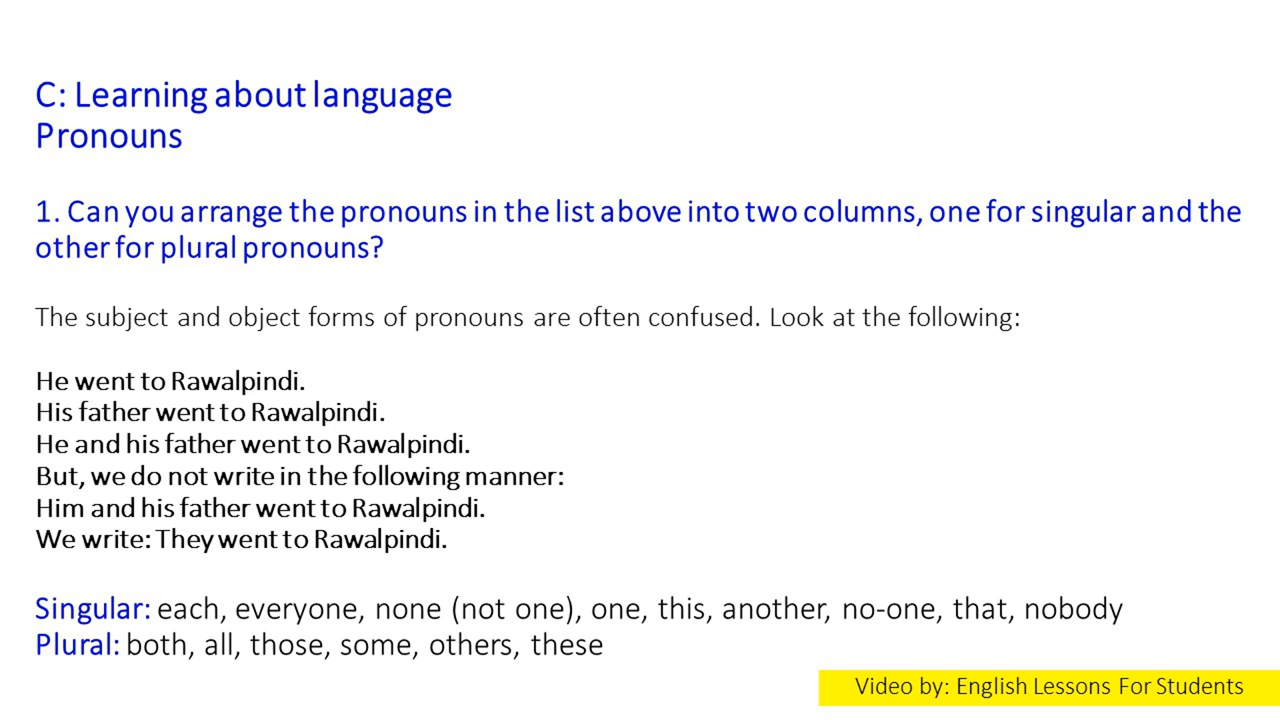 C: Learning about language
Pronouns
1. Can you arrange the pronouns in the list above into two columns, one for singular and the
other for plural pronouns?
The subject and object forms of pronouns are often confused. Look at the following:
He went to Rawalpindi.
His father went to Rawalpindi.
He and his father went to Rawalpindi.
But, we do not write in the following manner:
Him and his father went to Rawalpindi.
We write: They went to Rawalpindi.
Singular: each, everyone, none (not one), one, this, another, no-one, that, nobody
Plural: both, all, those, some, others, these
Video by: English Lessons For Students